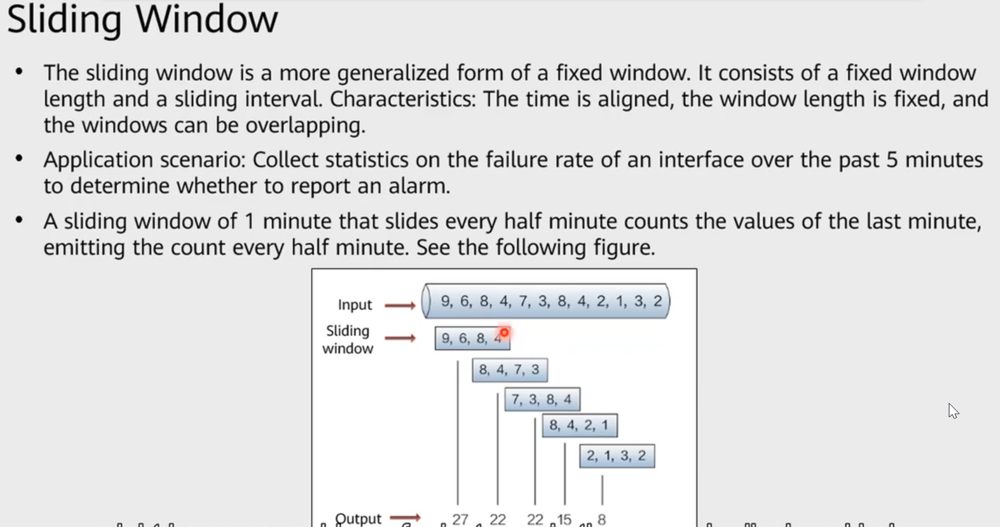 Sliding Window
• The sliding window is a more generalized form of a fixed window. It consists of a fixed window
length and a sliding interval. Characteristics: The time is aligned, the window length is fixed, and
the windows can be overlapping.
• Application scenario: Collect statistics on the failure rate of an interface over the past 5 minutes
to determine whether to report an alarm.
• A sliding window of 1 minute that slides every half minute counts the values of the last minute,
emitting the count every half minute. See the following figure.
Input
9, 6, 8, 4, 7, 3, 8, 4, 2, 1, 3, 2
Sliding
window
9, 6, 8, 4
8, 4, 7, 3
7, 3, 8, 4
8, 4, 2, 1
2, 1, 3, 2
Output
27 22 22 15 8